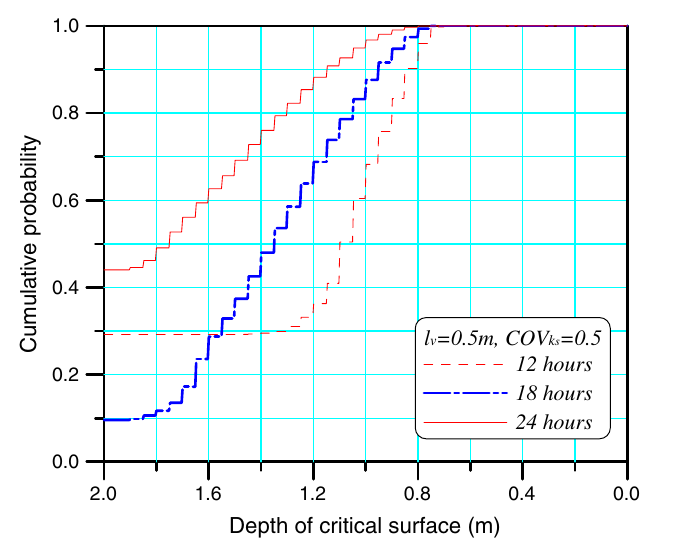 1.0
0.8
0.6
0.4
0.2
0.0
Cumulative probability
lv=0.5m, COVks=0.5
12 hours
18 hours
24 hours
2.0 1.6 1.2 0.8 0.4 0.0
Depth of critical surface (m)